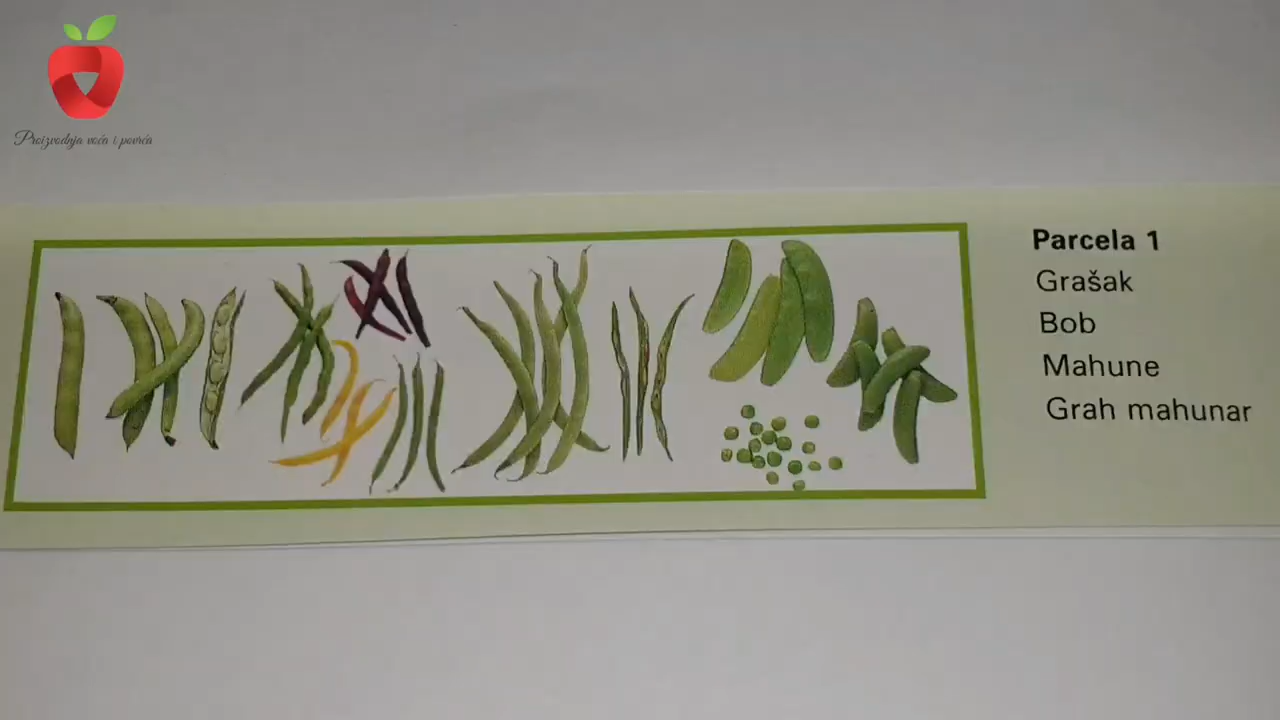 Proizvodnja voća i povrća
Parcela 1
Grašak
Bob
Mahune
Grah mahunar